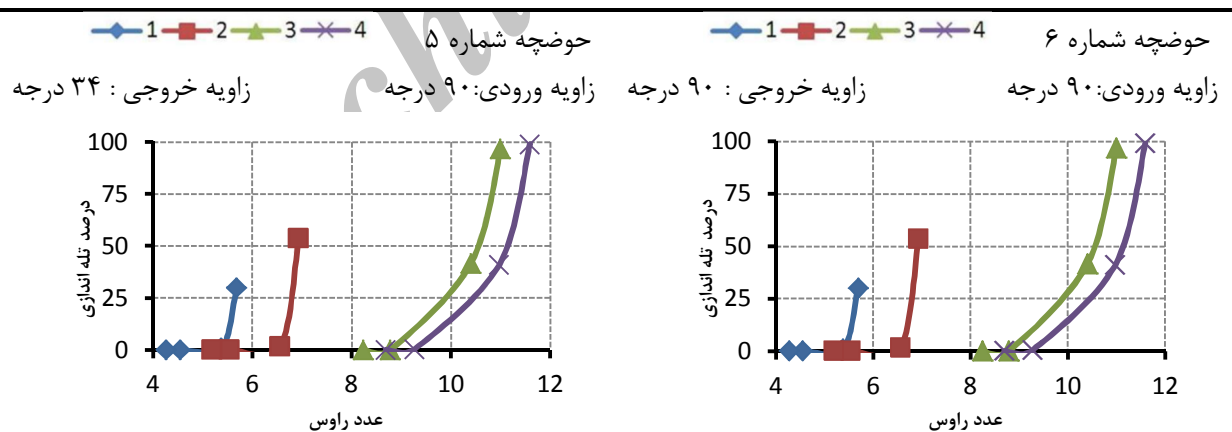 1 2 3 4 حوضچه شماره ۵
زاویه ورودی:۹۰ درجه زاویه خروجی : ۳۴ درجه
100
75
50
25
0
4 6 8 10 12
درصد تله اندازی
عدد راوس
1 2 3 4 حوضچه شماره ۶
زاویه ورودی:۹۰ درجه زاویه خروجی : ۹۰ درجه
100
75
50
25
0
4 6 8 10 12
درصد تله اندازی
عدد راوس